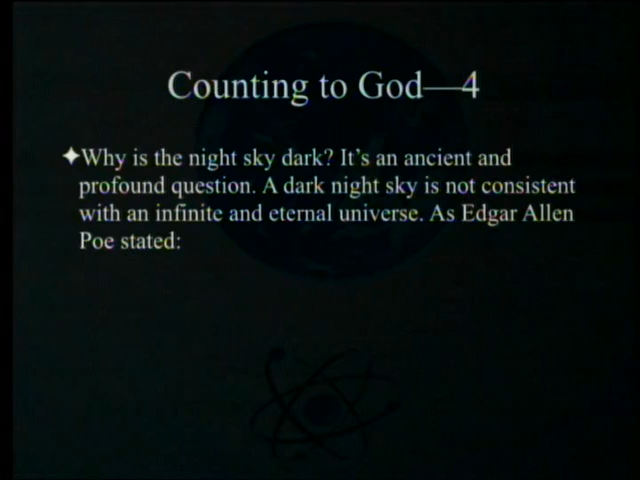 Counting to God—4
✦Why is the night sky dark? It's an ancient and
profound question. A dark night sky is not consistent
with an infinite and eternal universe. As Edgar Allen
Poe stated: